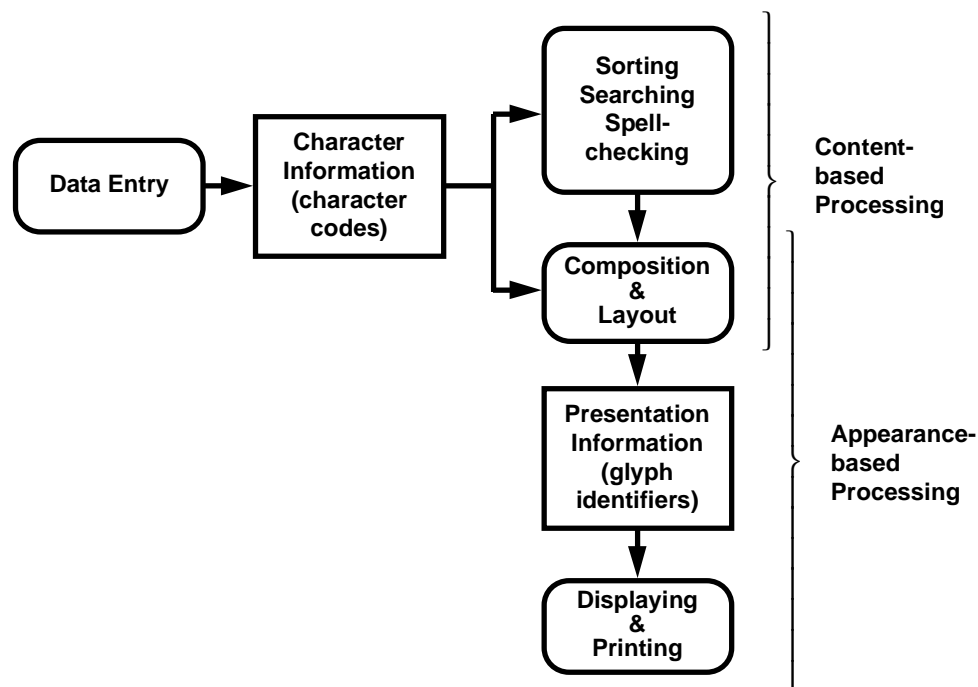 Data Entry
Character
Information
(character
codes)
Sorting
Searching
Spell-
checking
Composition
&
Layout
Presentation
Information
(glyph
identifiers)
Displaying
&
Printing
Content-
based
Processing
Appearance-
based
Processing